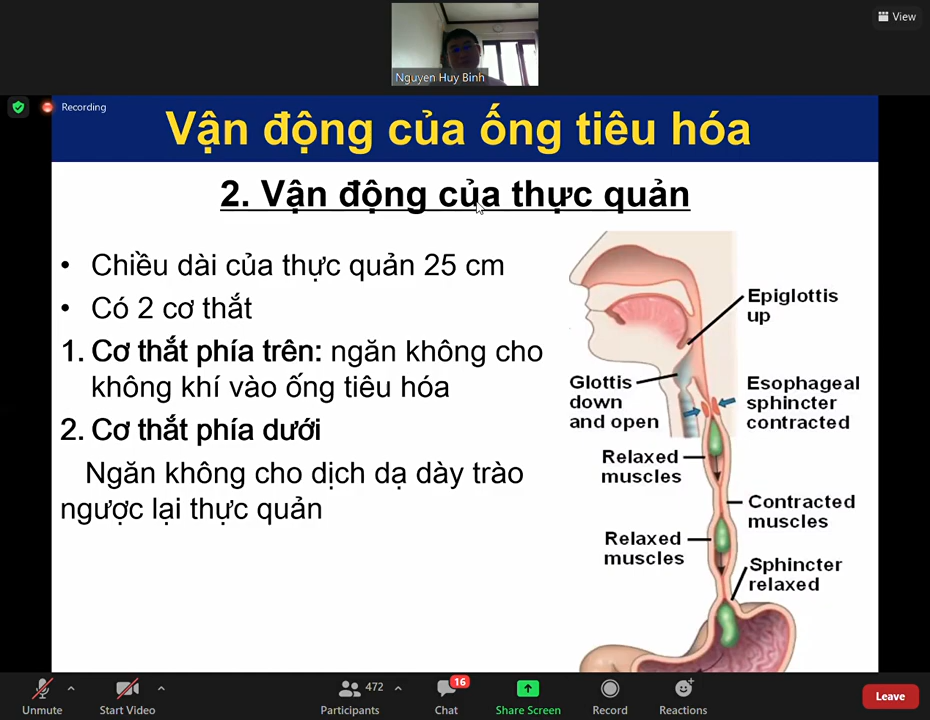 View
Nguyen Huy Binh
Recording
Vận động của ống tiêu hóa
2. Vận động của thực quản
• Chiều dài của thực quản 25 cm
• Có 2 cơ thắt
1. Cơ thắt phía trên: ngăn không cho
không khí vào ống tiêu hóa
2. Cơ thắt phía dưới
Ngăn không cho dịch dạ dày trào
ngược lại thực quản
Epiglottis
up
Glottis
down
and open
Esophageal
sphincter
contracted
Relaxed
muscles
Contracted
muscles
Relaxed
muscles
Sphincter
relaxed
Unmute
Start Video
472
Participants
16
Chat
Share Screen
Record
Reactions
Leave